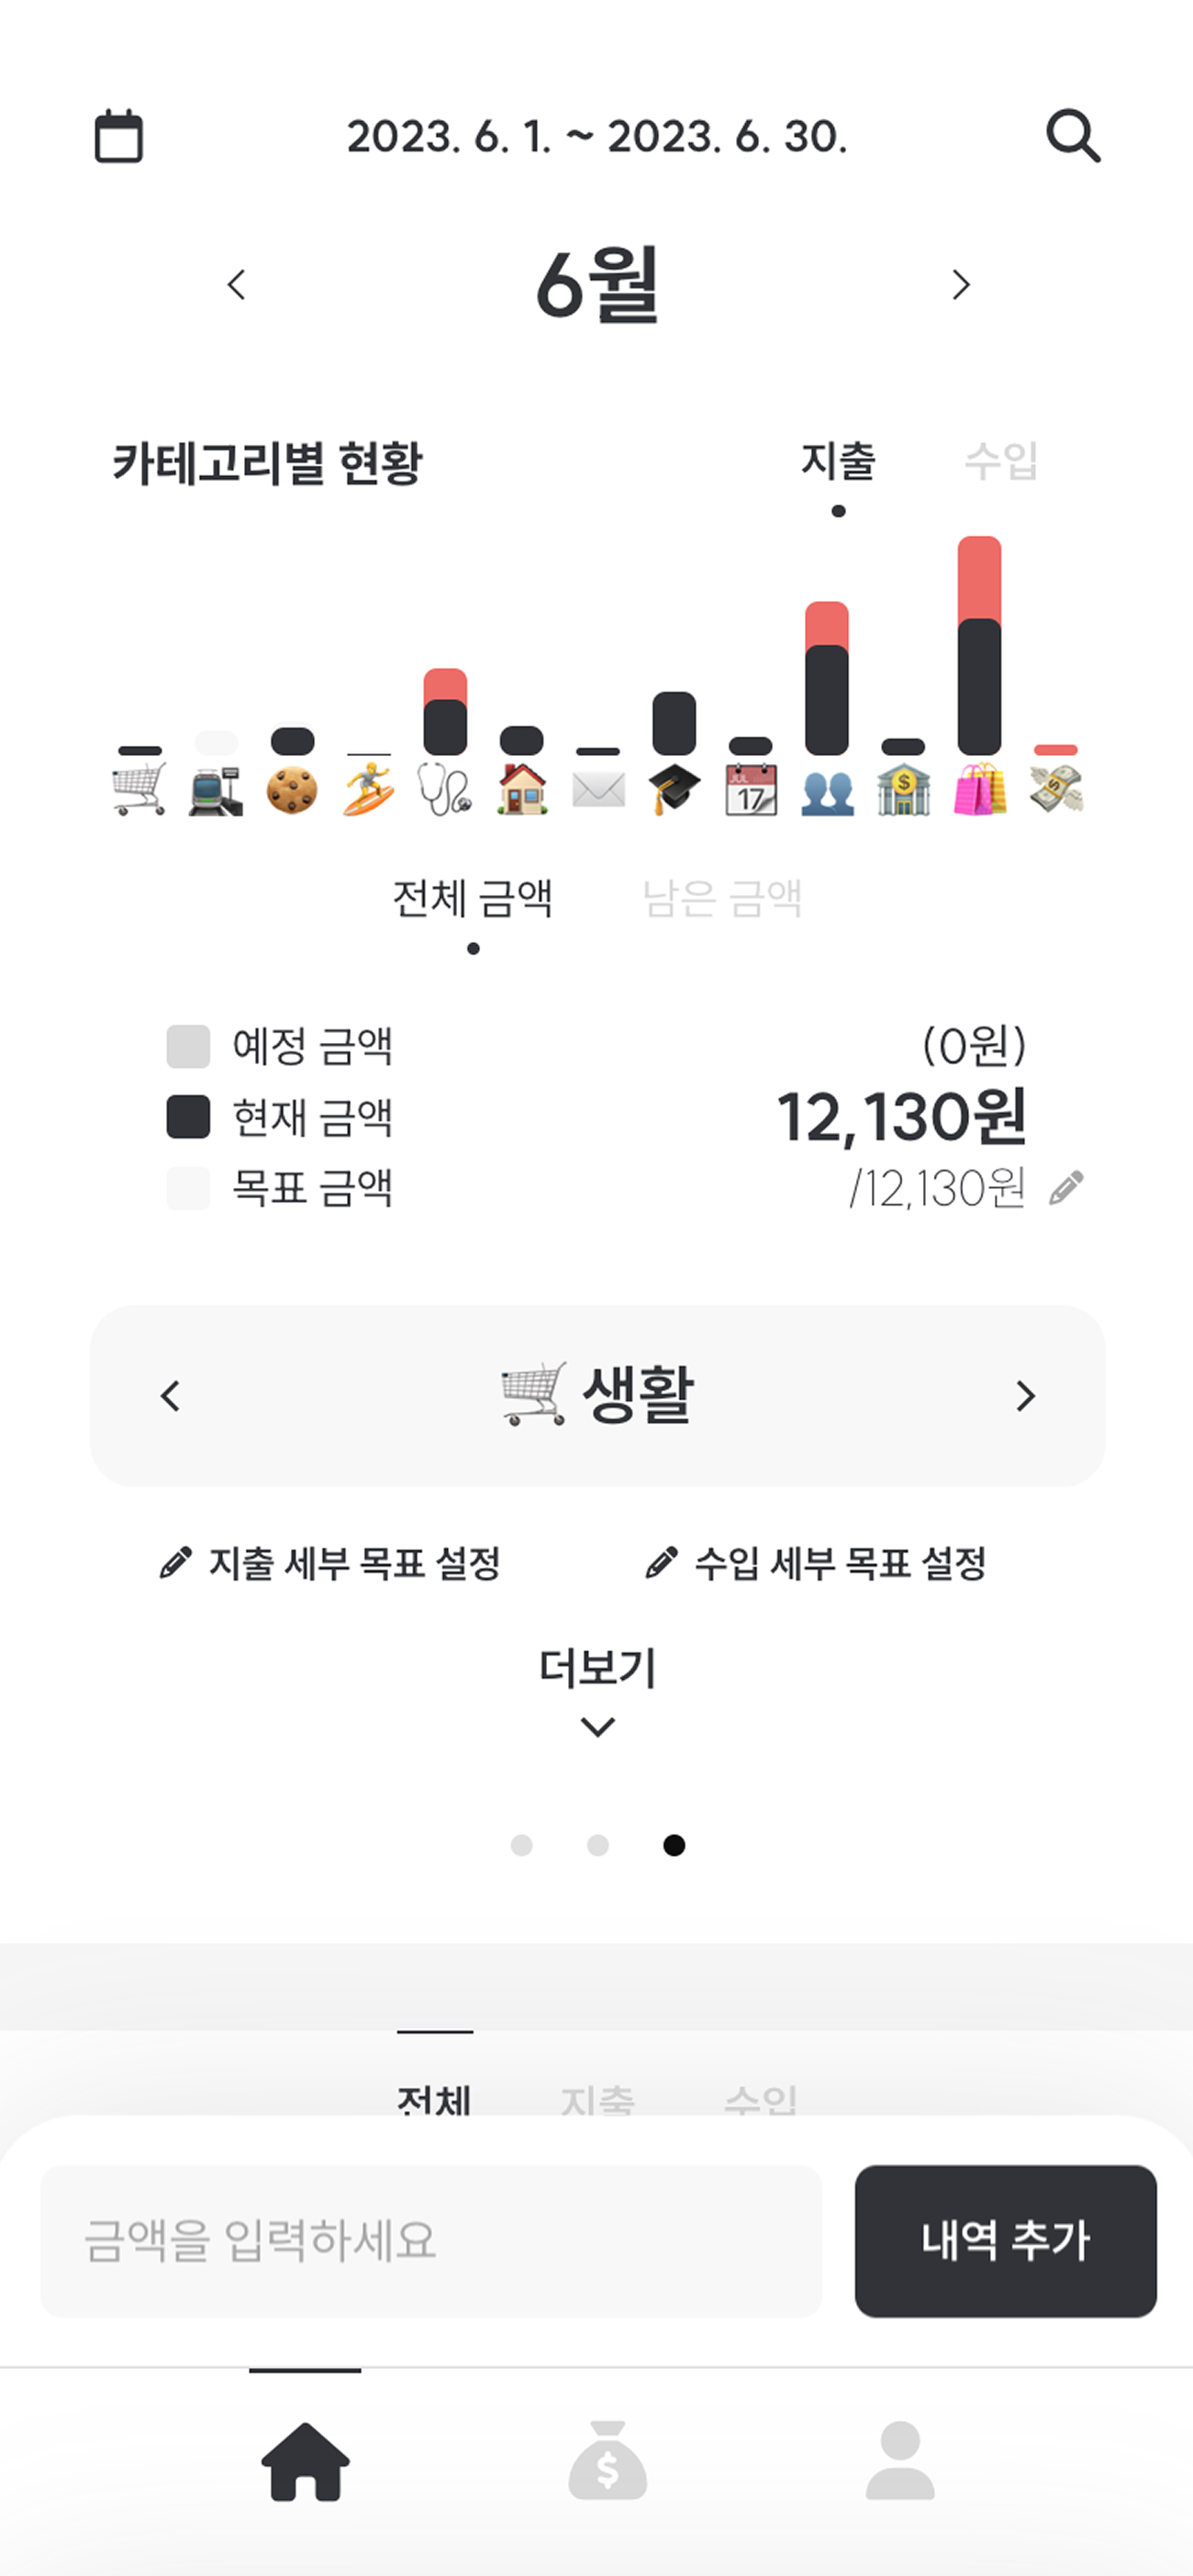 2023. 6. 1. ~ 2023. 6. 30.
6월
카테고리별 현황
지출
수입
JUL
17
전체 금액
남은 금액
예정 금액
(0원)
현재 금액
12,130원
목표 금액
/12,130원
생활
지출 세부 목표 설정
수입 세부 목표 설정
더보기
전체
지출
수입
금액을 입력하세요
내역 추가